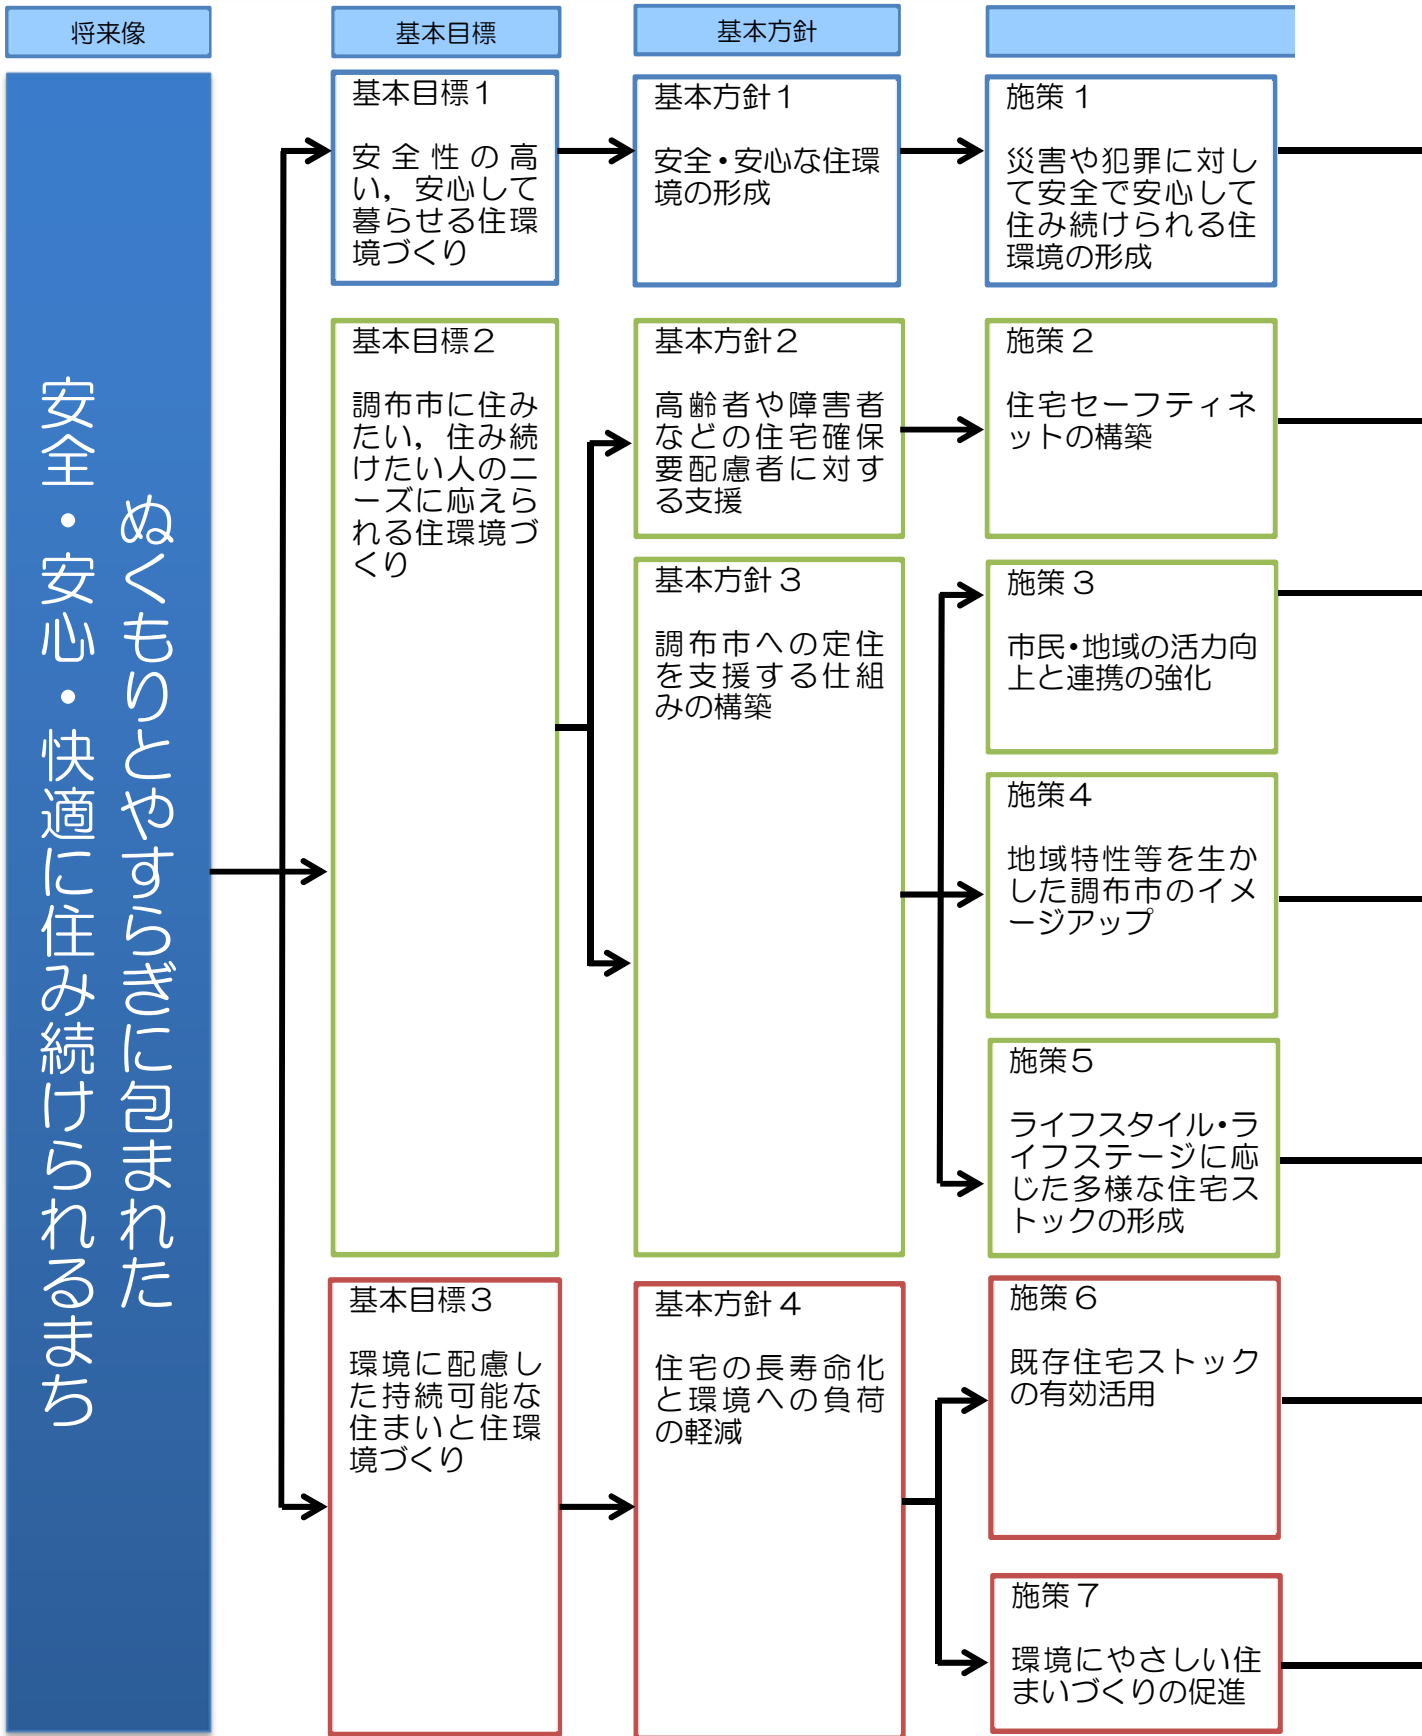 将来像
基本目標
基本方針
ぬくもりとやすらぎに包まれた
安全・安心・快適に住み続けられるまち
基本目標１
安全性の高
い，安心して
暮らせる住環
境づくり
基本方針１
安全・安心な住環
境の形成
施策１
災害や犯罪に対し
て安全で安心して
住み続けられる住
環境の形成
基本目標２
調布市に住み
たい，住み続
けたい人のニ
ーズに応えら
れる住環境づ
くり
基本方針２
高齢者や障害者
などの住宅確保
要配慮者に対す
る支援
施策２
住宅セーフティネ
ットの構築
基本方針３
調布市への定住
を支援する仕組
みの構築
施策３
市民・地域の活力向
上と連携の強化
施策４
地域特性等を生か
した調布市のイメ
ージアップ
施策５
ライフスタイル・ラ
イフステージに応
じた多様な住宅ス
トックの形成
基本目標３
環境に配慮し
た持続可能な
住まいと住環
境づくり
基本方針４
住宅の長寿命化
と環境への負荷
の軽減
施策６
既存住宅ストック
の有効活用
施策７
環境にやさしい住
まいづくりの促進